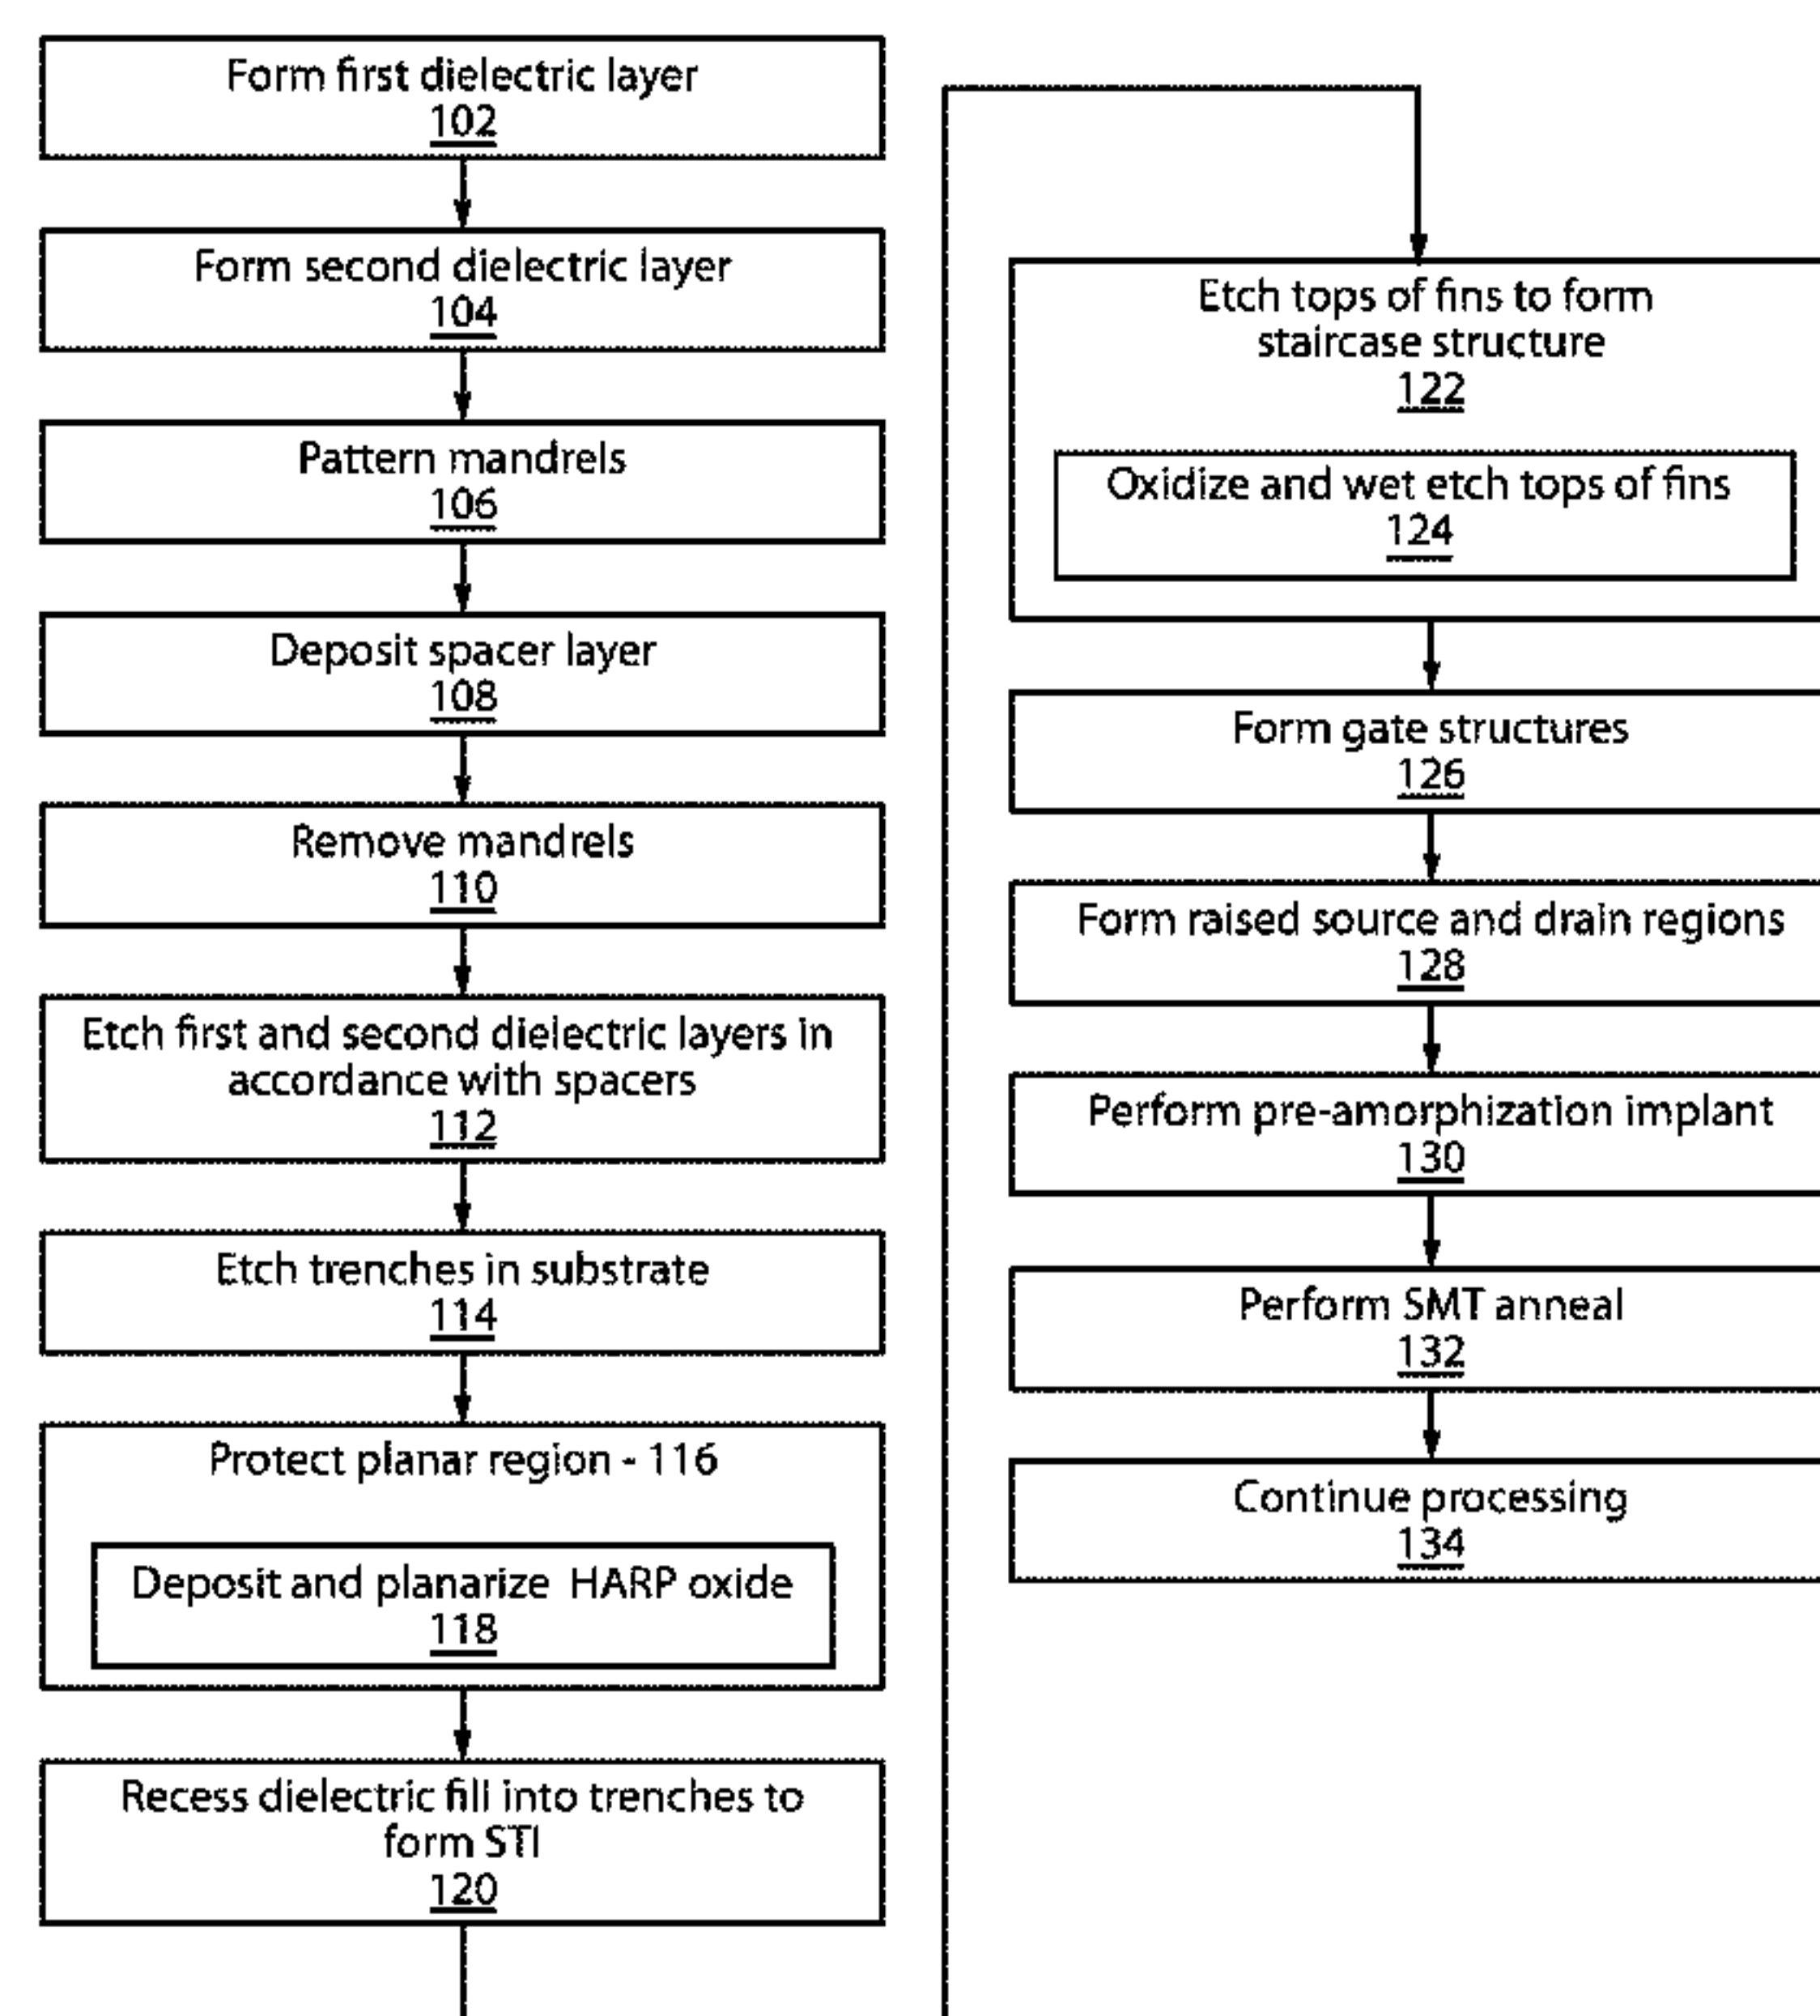 Form first dielectric layer
102
Form second dielectric layer
104
Pattern mandrels
106
Deposit spacer layer
108
Remove mandrels
110
Etch first and second dielectric layers in
accordance with spacers
112
Etch trenches in substrate
114
Protect planar region - 116
Deposit and planarize HARP oxide
118
Recess dielectric fill into trenches to
form STI
120
Etch tops of fins to form
staircase structure
122
Oxidize and wet etch tops of fins
124
Form gate structures
126
Form raised source and drain regions
128
Perform pre-amorphization implant
130
Perform SMT anneal
132
Continue processing
134